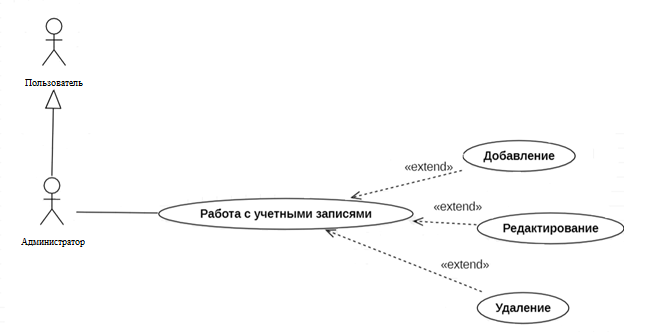 Пользователь
Добавление
«extend»
Администратор
Работа с учетными записями
«extend»
Редактирование
«extend»
Удаление